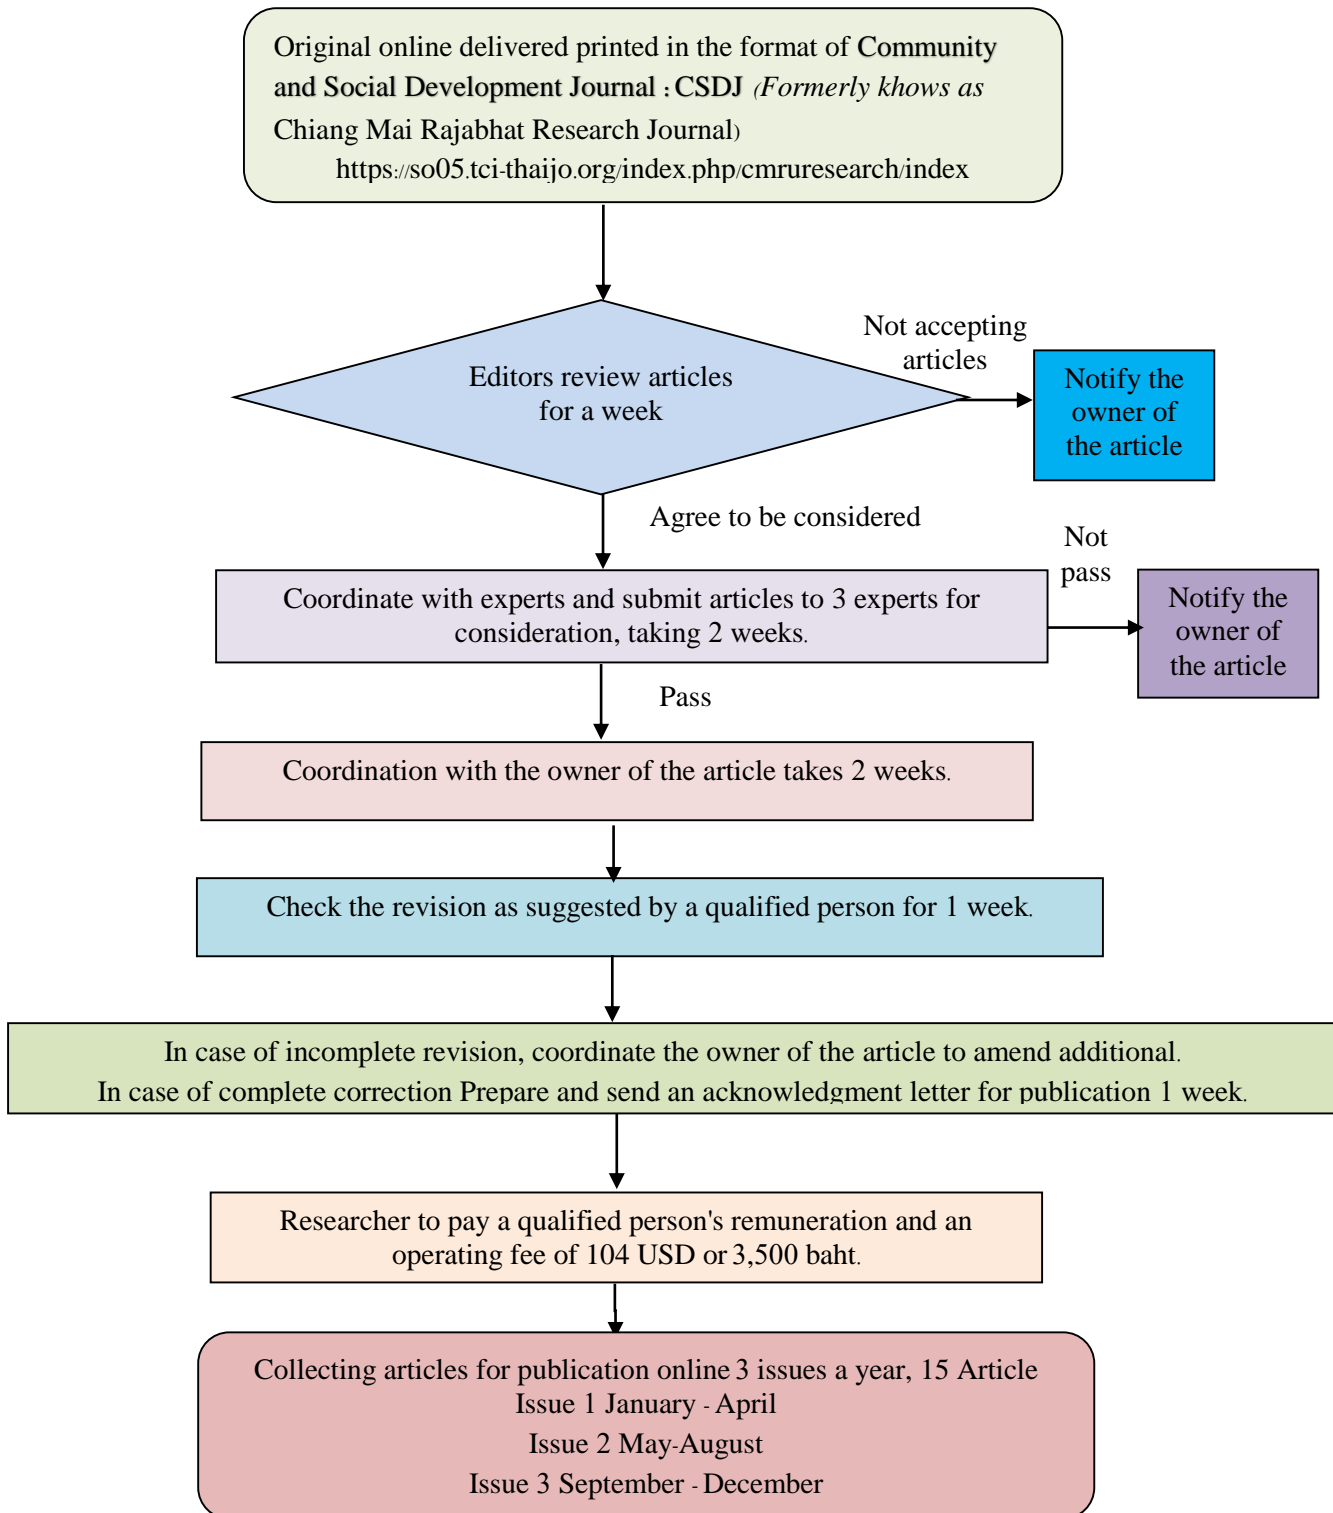 Original online delivered printed in the format of Community
and Social Development Journal : CSDJ (Formerly khows as
Chiang Mai Rajabhat Research Journal)
https://so05.tci-thaijo.org/index.php/cmruresearch/index
Not accepting
articles
Editors review articles
for a week
Notify the
owner of
the article
Agree to be considered
Not
pass
Coordinate with experts and submit articles to 3 experts for
consideration, taking 2 weeks.
Notify the
owner of
the article
Pass
Coordination with the owner of the article takes 2 weeks.
Check the revision as suggested by a qualified person for 1 week.
In case of incomplete revision, coordinate the owner of the article to amend additional.
In case of complete correction Prepare and send an acknowledgment letter for publication 1 week.
Researcher to pay a qualified person's remuneration and an
operating fee of 104 USD or 3,500 baht.
Collecting articles for publication online 3 issues a year, 15 Article
Issue 1 January - April
Issue 2 May-August
Issue 3 September - December